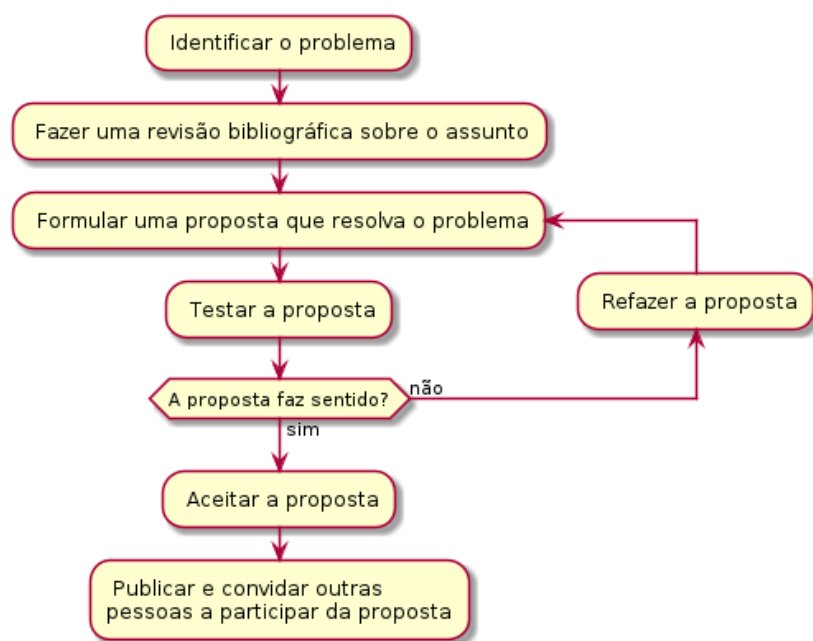 Identificar o problema
Fazer uma revisão bibliográfica sobre o assunto
Formular uma proposta que resolva o problema
Testar a proposta
Refazer a proposta
A proposta faz sentido?
não
sim
Aceitar a proposta
Publicar e convidar outras
pessoas a participar da proposta